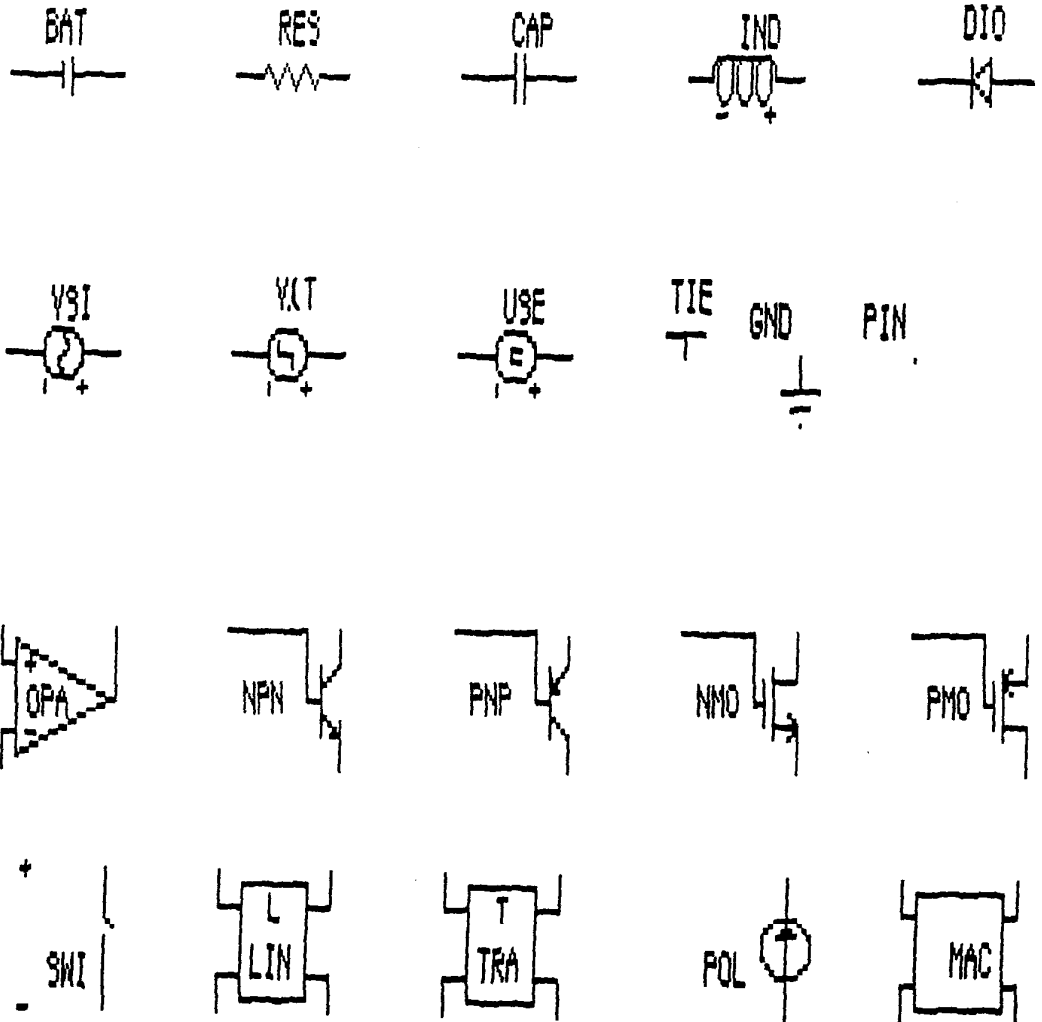 BAT RES CAP IND DIO
- +
VSI TIE
USE GND PIN
- + - + - +
+
OPA NPN PNP NMO PMO
-
+
L T
SWI LIN TRA POL MAC
-